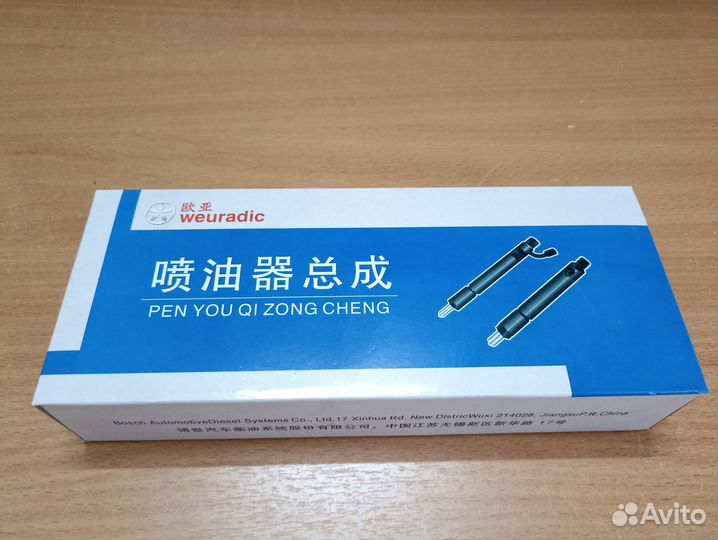 欧亚
weuradic
喷油器总成
PEN YOU QI ZONG CHENG
Bosch AutomotiveDiesel Systems Co., Ltd.17 Xinhua Rd. New DistricWuxi 214028, JiangsuP.R,China
博世汽车柴油系统股份有限公司，中国江苏无锡新区新华路 17号
Avito